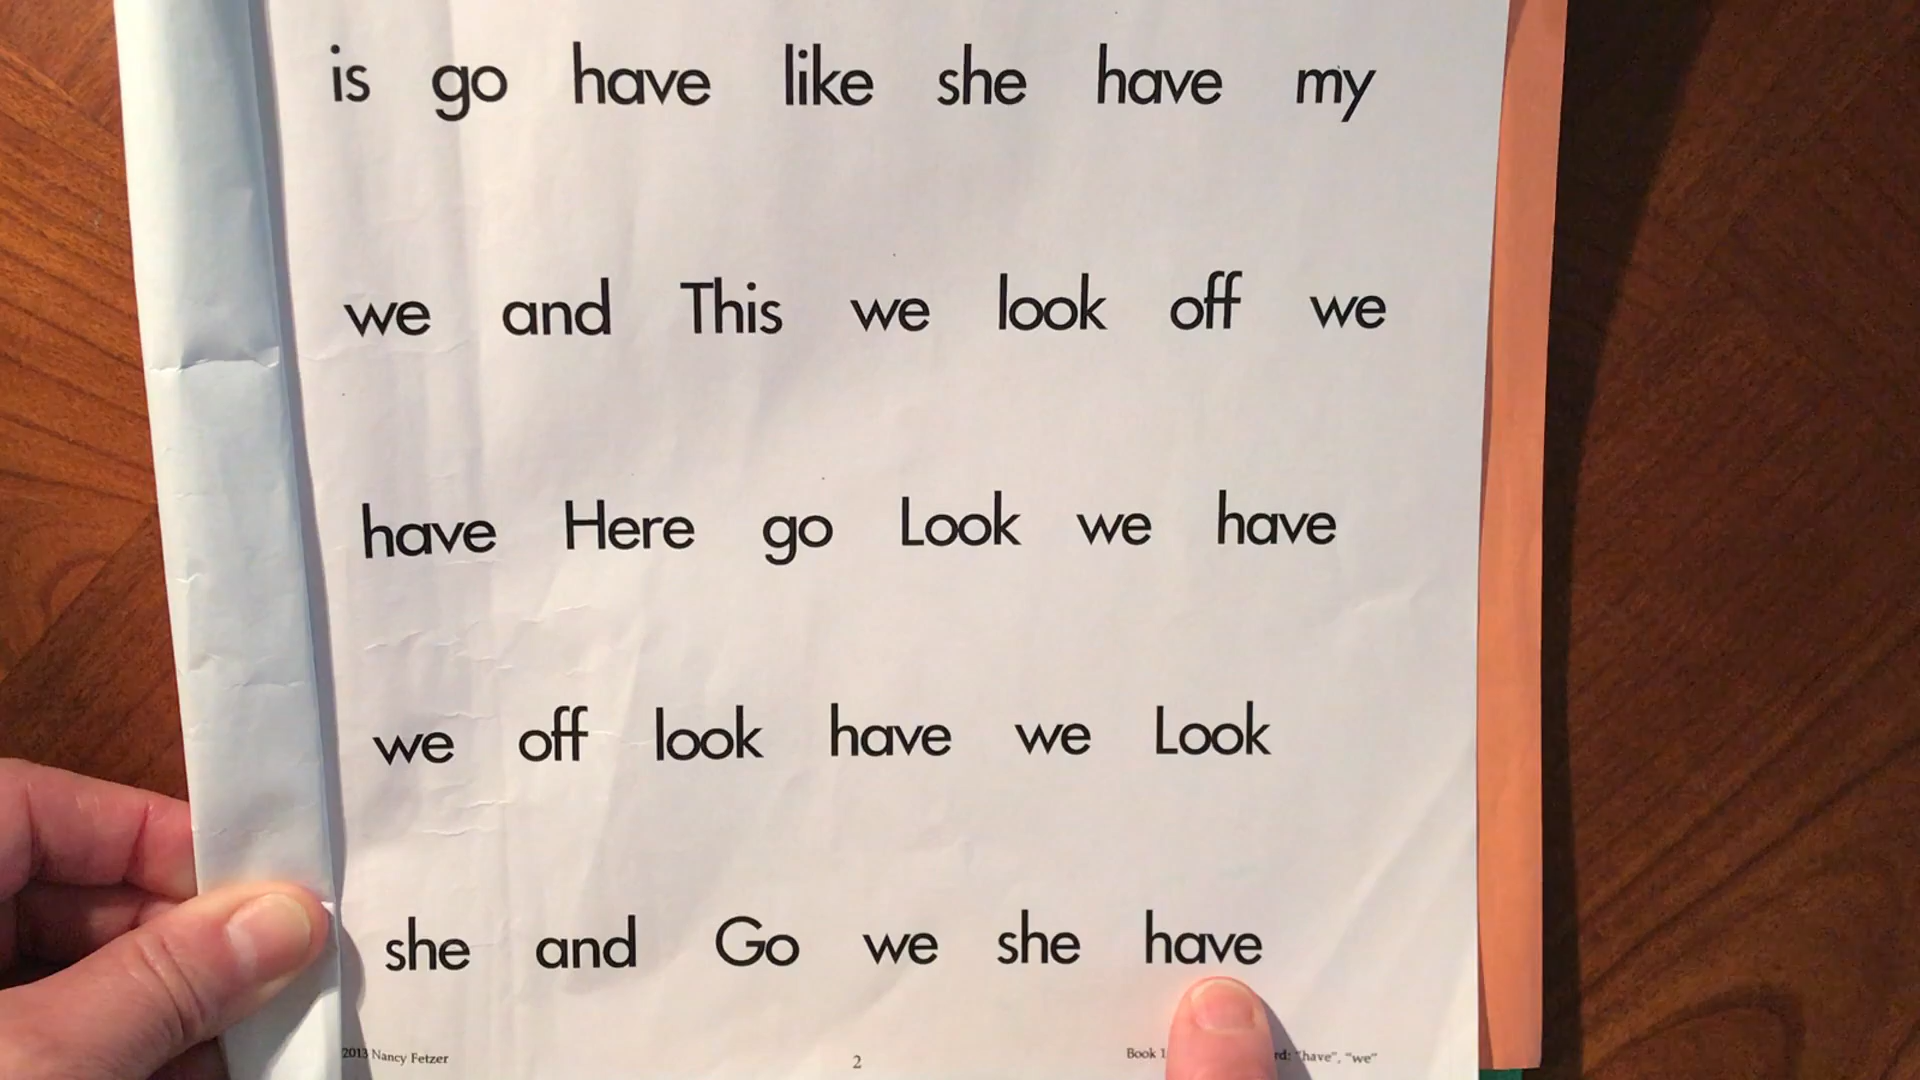 is go have like she have my
we and This we look off we
have Here go Look we have
we off look have we Look
she and Go we she have
2013 Nancy Fetzer 2 Book 1 rd: "have", "we"